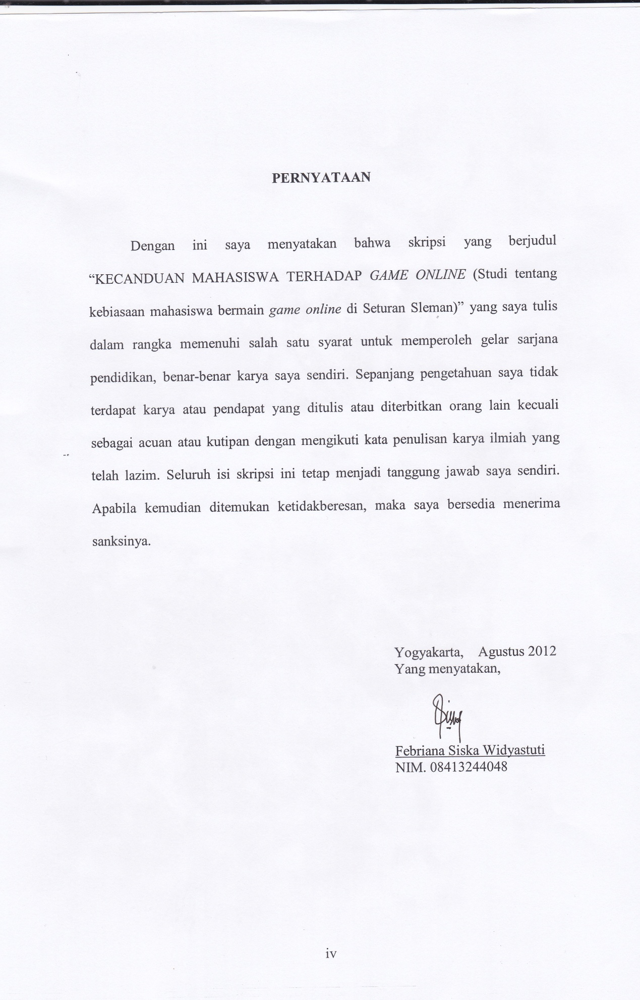 PERNYATAAN
Dengan ini saya menyatakan bahwa skripsi yang berjudul
“KECANDUAN MAHASISWA TERHADAP GAME ONLINE (Studi tentang
kebiasaan mahasiswa bermain game online di Seturan Sleman)” yang saya tulis
dalam rangka memenuhi salah satu syarat untuk memperoleh gelar sarjana
pendidikan, benar-benar karya saya sendiri. Sepanjang pengetahuan saya tidak
terdapat karya atau pendapat yang ditulis atau diterbitkan orang lain kecuali
sebagai acuan atau kutipan dengan mengikuti kata penulisan karya ilmiah yang
telah lazim. Seluruh isi skripsi ini tetap menjadi tanggung jawab saya sendiri.
Apabila kemudian ditemukan ketidakberesan, maka saya bersedia menerima
sanksinya.
Yogyakarta, Agustus 2012
Yang menyatakan,
Febriana Siska Widyastuti
NIM. 08413244048
iv